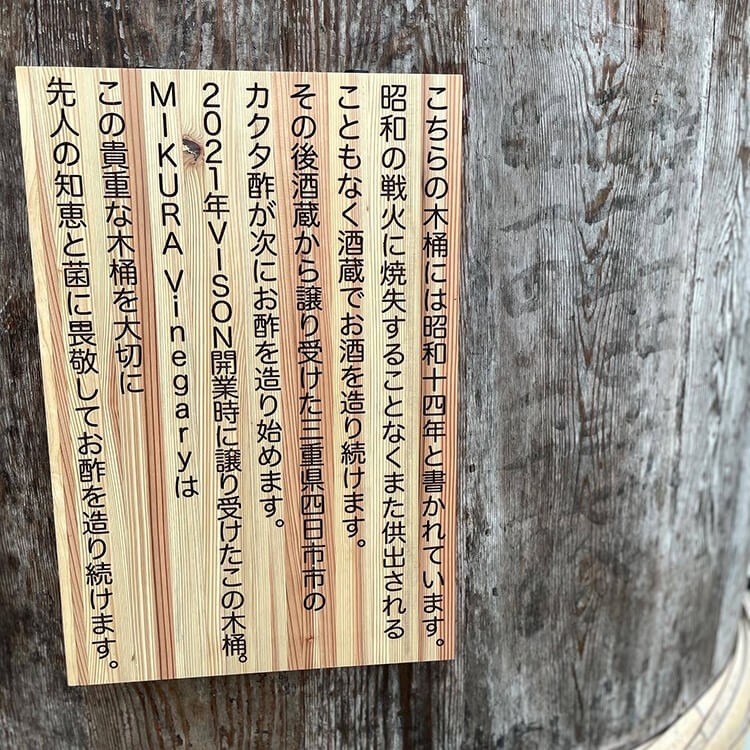 こちらの木桶には昭和十四年と書かれています。
昭和の戦火に焼失することなくまた供出される
こともなく酒蔵でお酒を造り続けます。
その後酒蔵から譲り受けた三重県四日市市の
カクタ酢が次にお酢を造り始めます。
2021年VISON開業時に譲り受けたこの木桶。
MIKURA Vinegaryは
この貴重な木桶を大切に
先人の知恵と菌に畏敬してお酢を造り続けます。